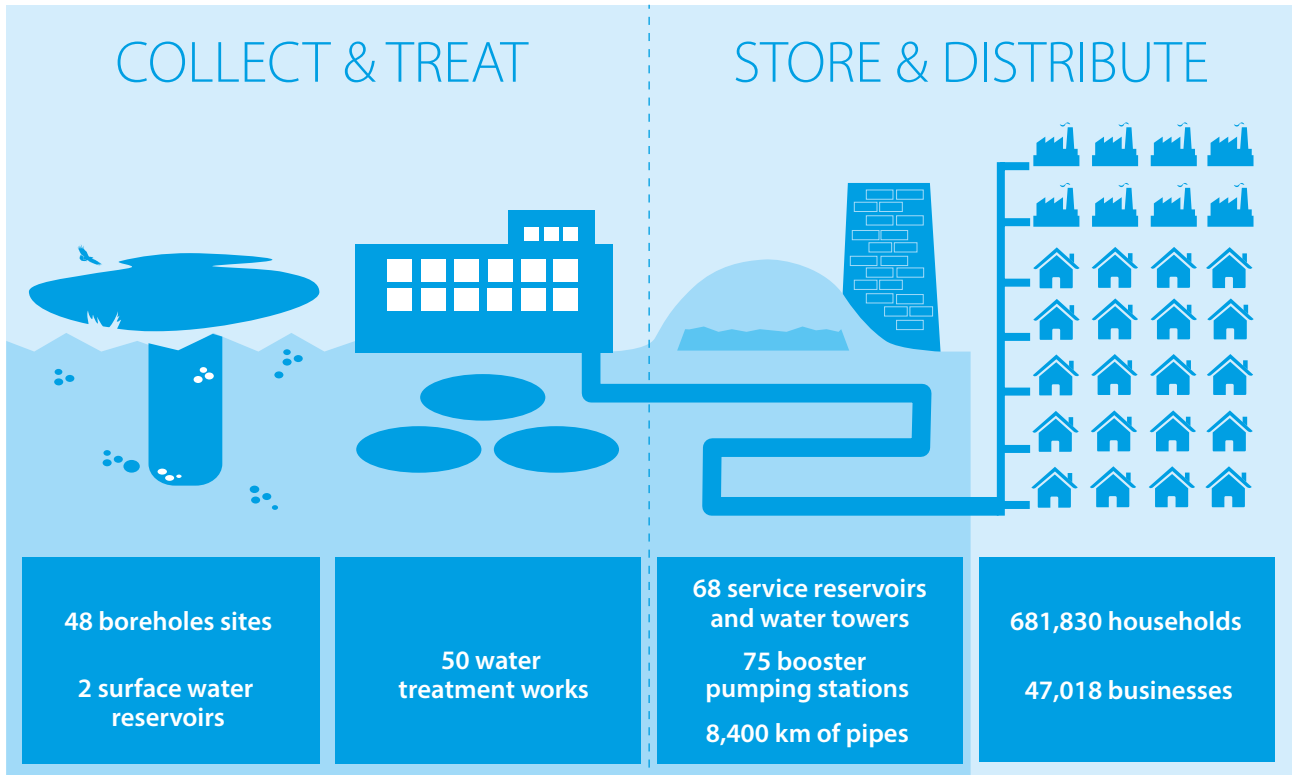 COLLECT & TREAT
STORE & DISTRIBUTE
48 boreholes sites
2 surface water
reservoirs
50 water
treatment works
68 service reservoirs
and water towers
75 booster
pumping stations
8,400 km of pipes
681,830 households
47,018 businesses